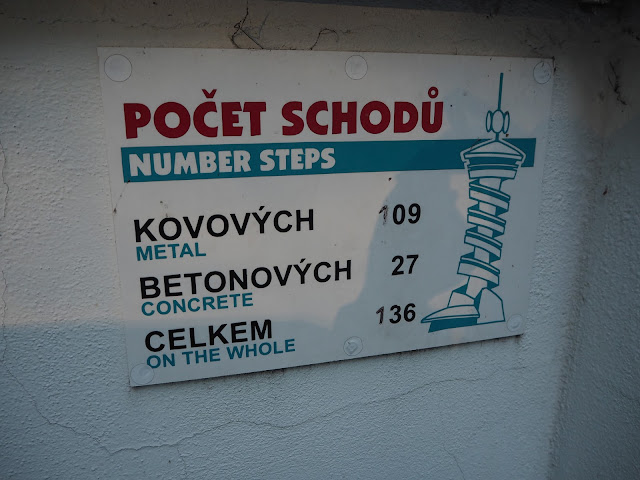 POČET SCHODŮ
NUMBER STEPS
KOVOVÝCH 109
METAL
BETONOVÝCH 27
CONCRETE
CELKEM 136
ON THE WHOLE